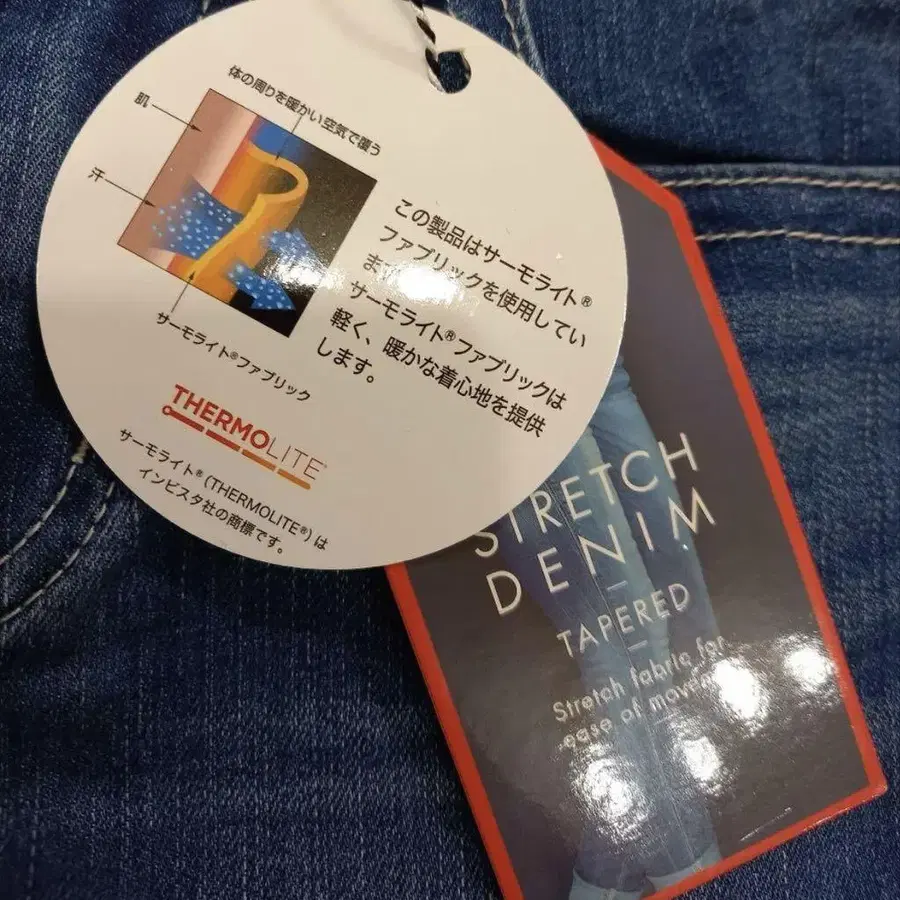 体の周りを暖かい空気で覆う
肌
汗
サーモライト®ファブリック
この製品はサーモライト®
ファブリックを使用してい
ま
サーモライト®ファブリックは
軽く、暖かな着心地を提供
します。
THERMOLITE
サーモライト®(THERMOLITE®)は
インビスタ社の商標です。
STRETCH
DENIM
TAPERED
Stretch fabric for
ease of